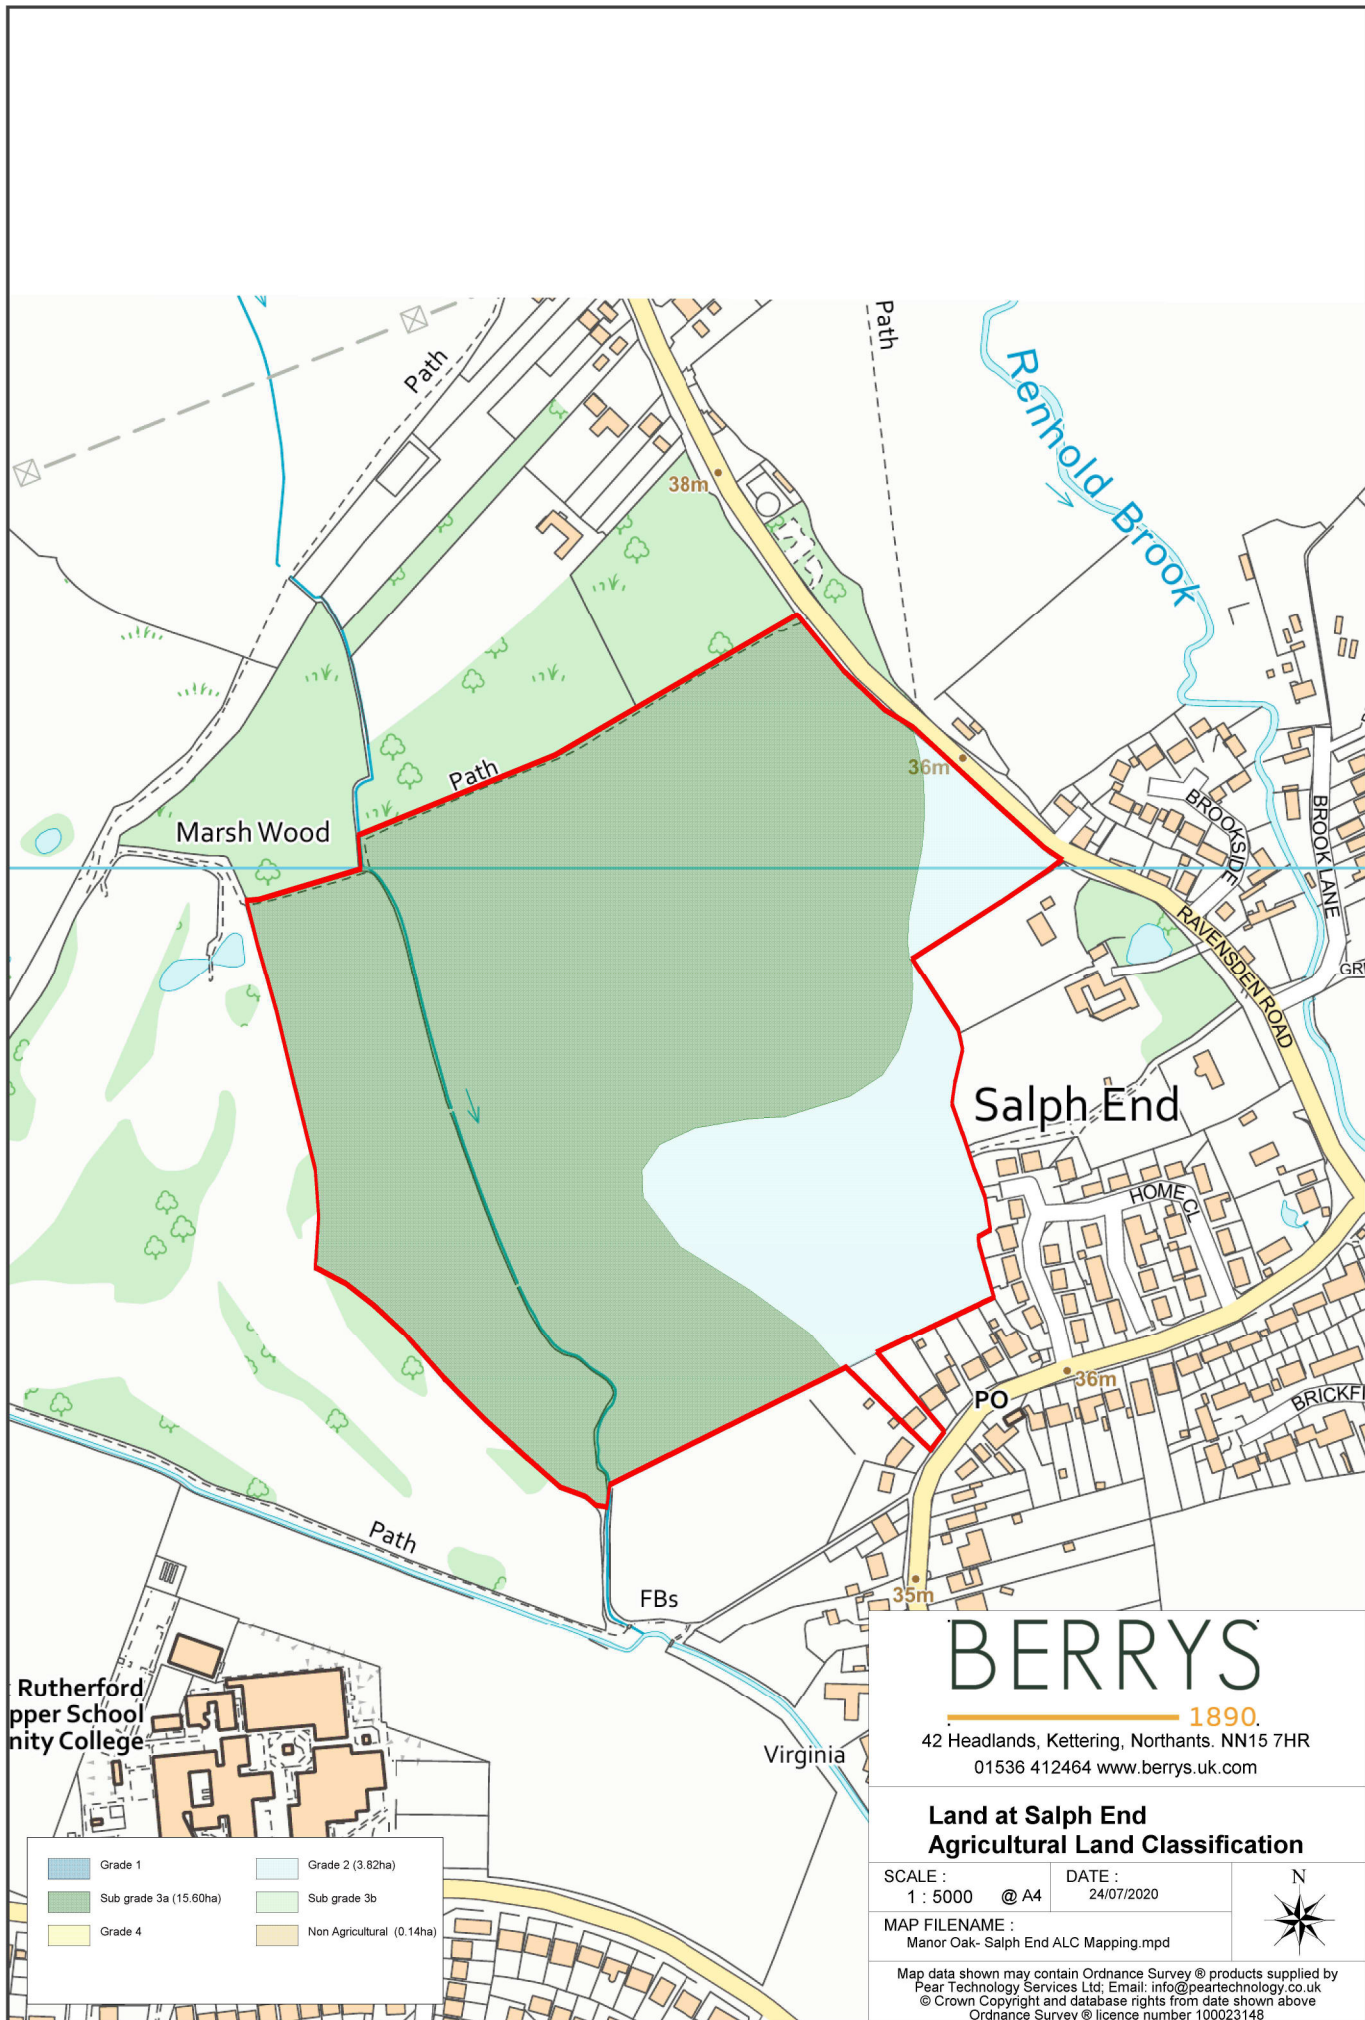 Path
Path
Renhold Brook
38m
36m
Path
Marsh Wood
BROOKSIDE
BROOK LANE
RAVENSDEN ROAD
Salph End
HOME CL
36m
PO
Path
FBs
35m
Rutherford
pper School
nity College
Virginia
BERRYS
1890
42 Headlands, Kettering, Northants. NN15 7HR
01536 412464 www.berrys.uk.com
Land at Salph End
Agricultural Land Classification
SCALE :
1 : 5000 @ A4
DATE :
24/07/2020
N
MAP FILENAME :
Manor Oak- Salph End ALC Mapping.mpd
Map data shown may contain Ordnance Survey ® products supplied by
Pear Technology Services Ltd; Email: info@peartechnology.co.uk
© Crown Copyright and database rights from date shown above
Ordnance Survey ® licence number 100023148
Grade 1
Grade 2 (3.82ha)
Sub grade 3a (15.60ha)
Sub grade 3b
Grade 4
Non Agricultural (0.14ha)